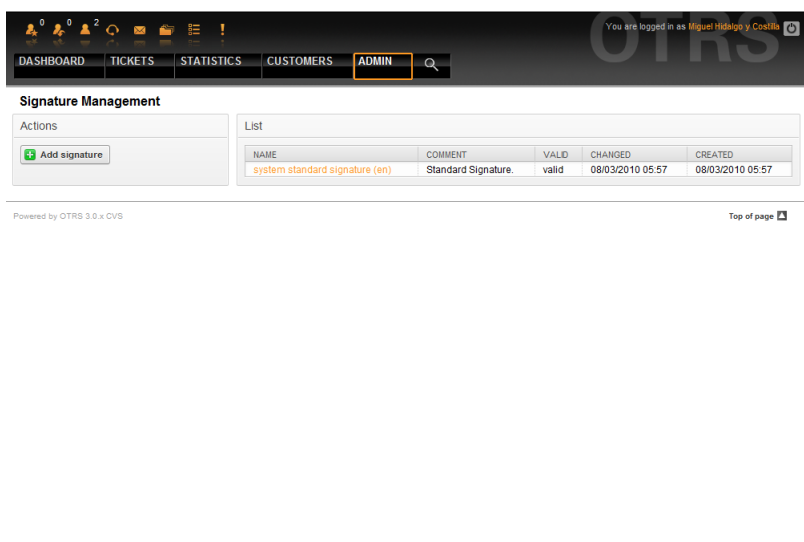 0 0 2
You are logged in as Miguel Hidalgo y Costilla
OTRS
DASHBOARD TICKETS STATISTICS CUSTOMERS ADMIN
Signature Management
Actions
Add signature
List
NAME COMMENT VALID CHANGED CREATED
system standard signature (en) Standard Signature. valid 08/03/2010 05:57 08/03/2010 05:57
Powered by OTRS 3.0.x CVS
Top of page